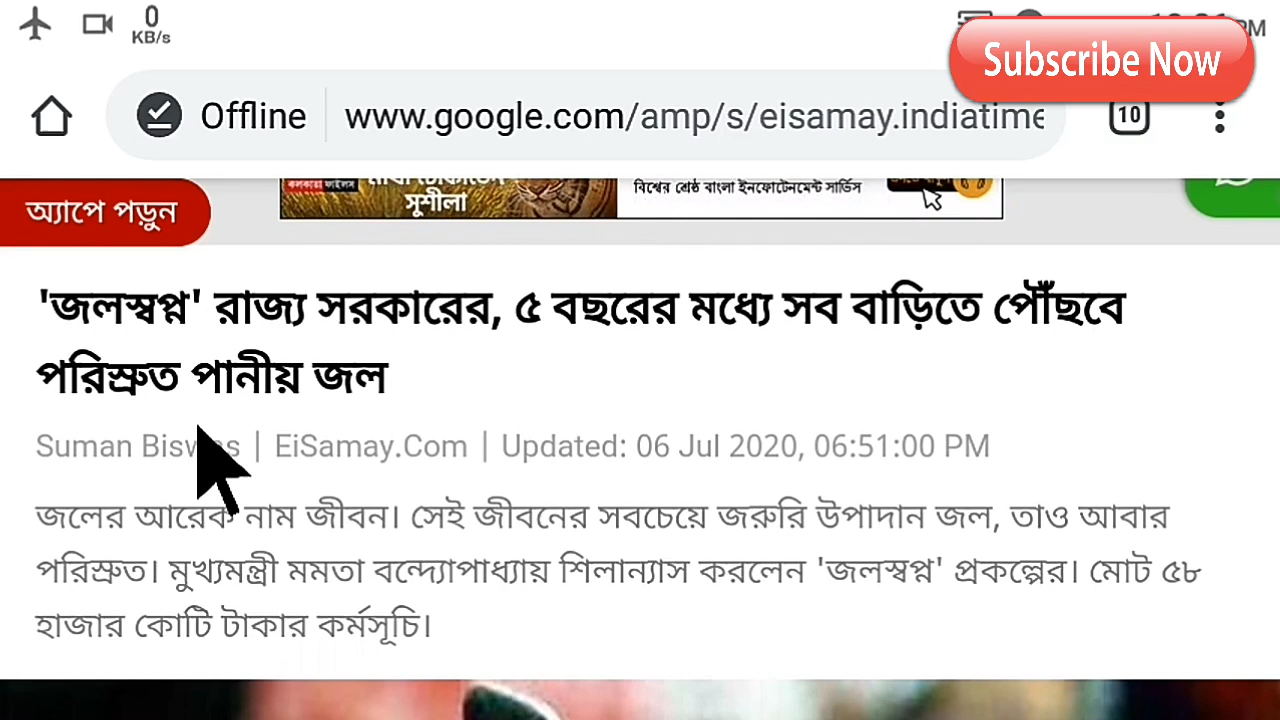 0
KB/s
PM
Subscribe Now
Offline
www.google.com/amp/s/eisamay.indiatime
10
অ্যাপে পড়ুন
সুশীলা
বিশ্বের শ্রেষ্ঠ বাংলা ইনফোটেনমেন্ট সার্ভিস
'জলস্বপ্ন' রাজ্য সরকারের, ৫ বছরের মধ্যে সব বাড়িতে পৌঁছবে
পরিস্রুত পানীয় জল
Suman Biswas | EiSamay.Com | Updated: 06 Jul 2020, 06:51:00 PM
জলের আরেক নাম জীবন। সেই জীবনের সবচেয়ে জরুরি উপাদান জল, তাও আবার
পরিস্রুত। মুখ্যমন্ত্রী মমতা বন্দ্যোপাধ্যায় শিলান্যাস করলেন 'জলস্বপ্ন' প্রকল্পের। মোট ৫৮
হাজার কোটি টাকার কর্মসূচি।